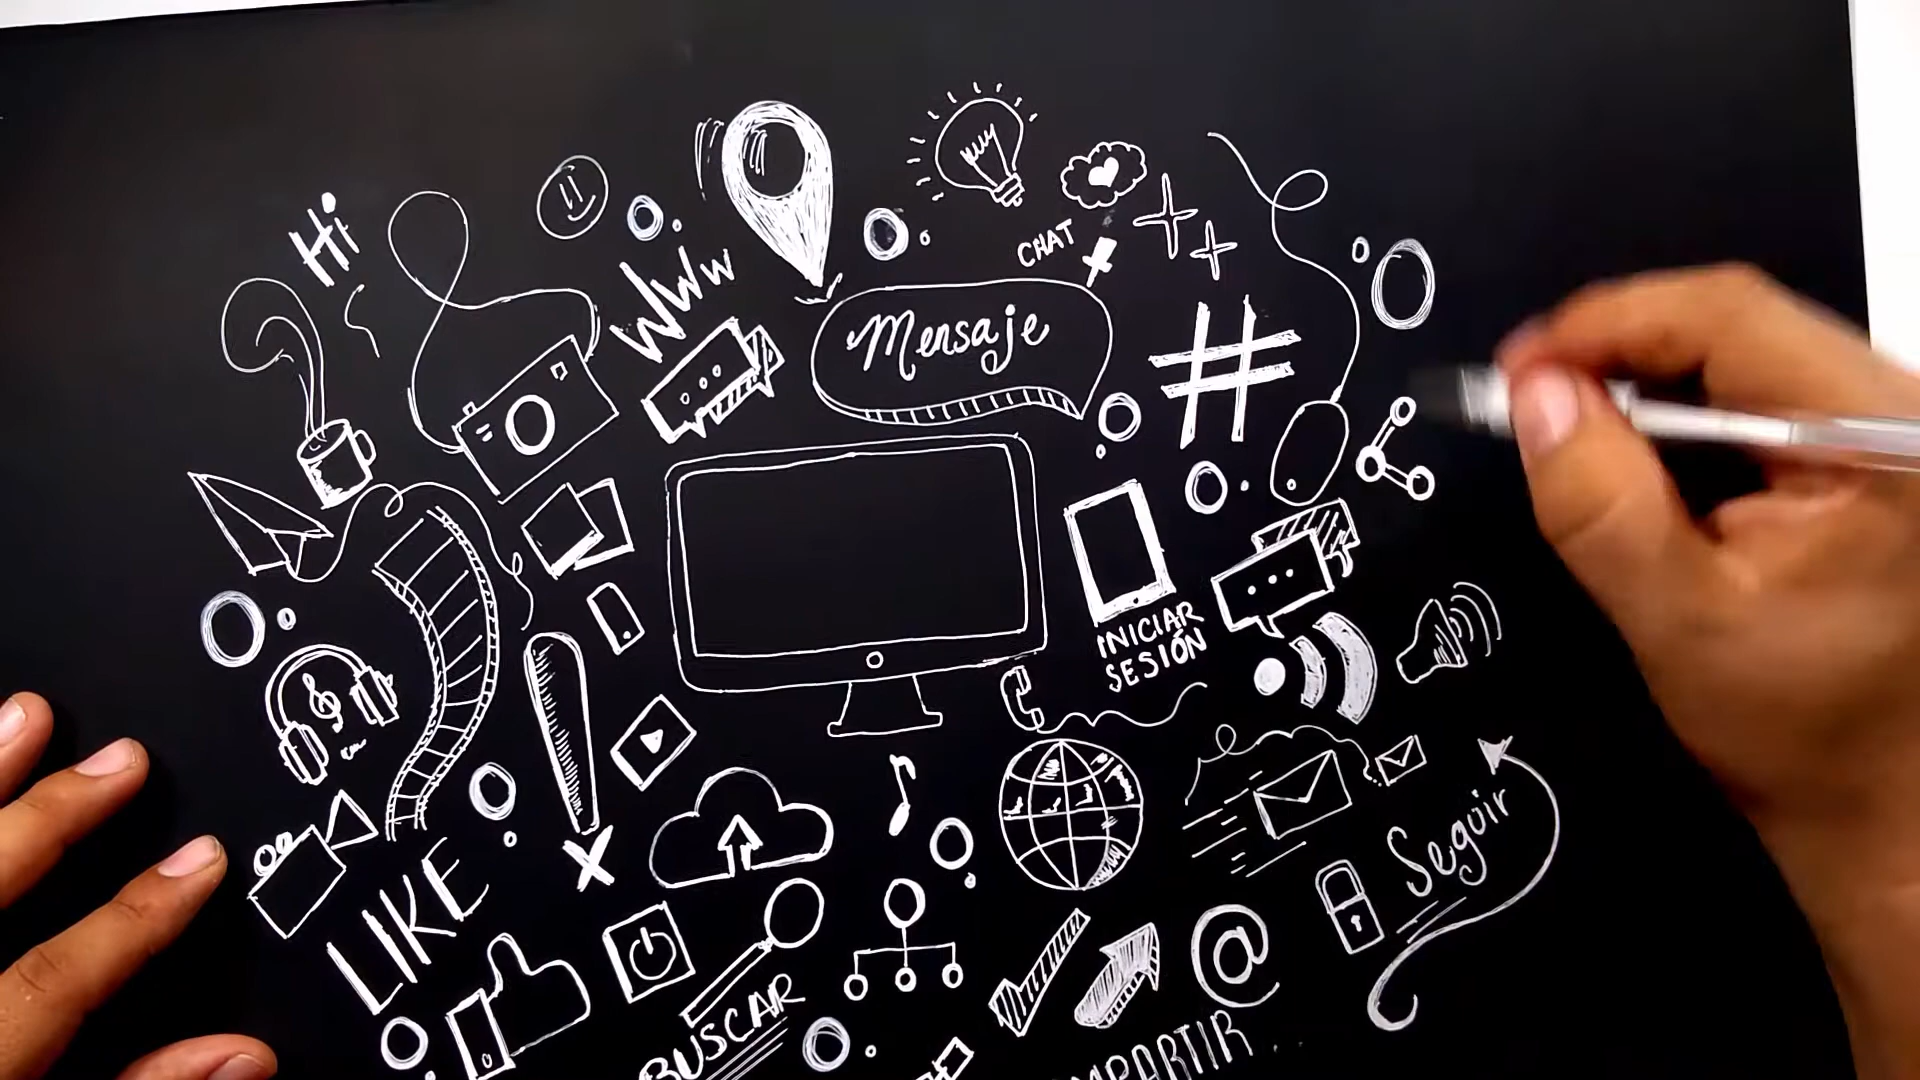 Hi
www
CHAT
Mensaje
#
INICIAR
SESIÓN
Seguir
LIKE
@
BUSCAR